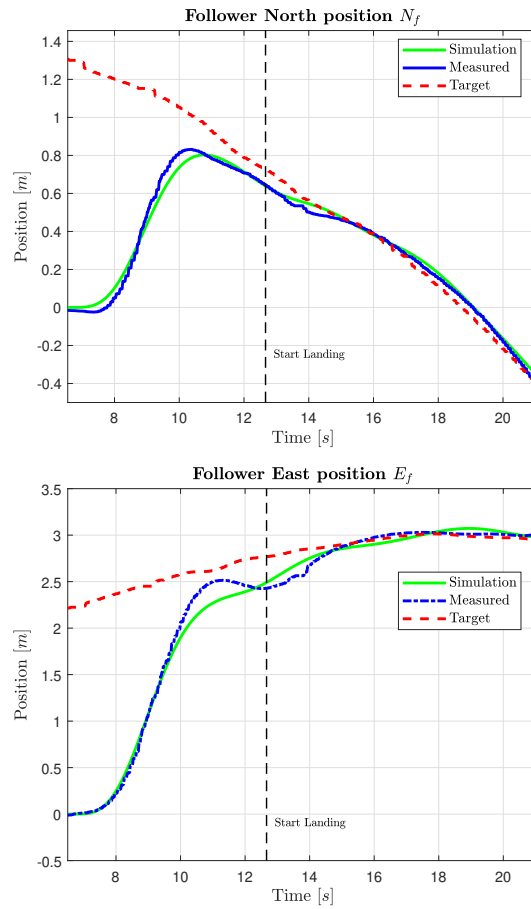 Follower North position N_f
1.4
1.2
1
0.8
0.6
0.4
0.2
0
-0.2
-0.4
Position [m]
Simulation
Measured
Target
Start Landing
8 10 12 14 16 18 20
Time [s]
Follower East position E_f
3.5
3
2.5
2
1.5
1
0.5
0
-0.5
Position [m]
Simulation
Measured
Target
Start Landing
8 10 12 14 16 18 20
Time [s]